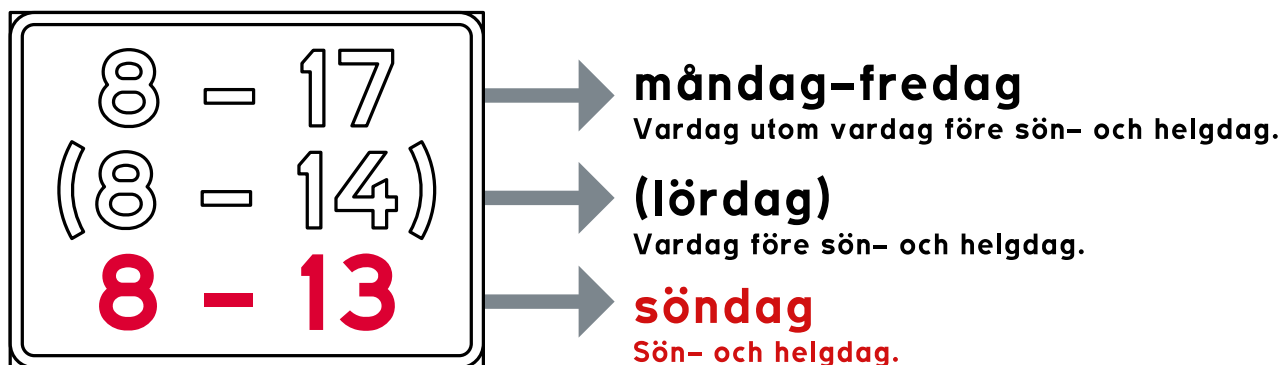 8 – 17
måndag–fredag
Vardag utom vardag före sön– och helgdag.
(8 – 14)
(lördag)
Vardag före sön– och helgdag.
8 – 13
söndag
Sön– och helgdag.